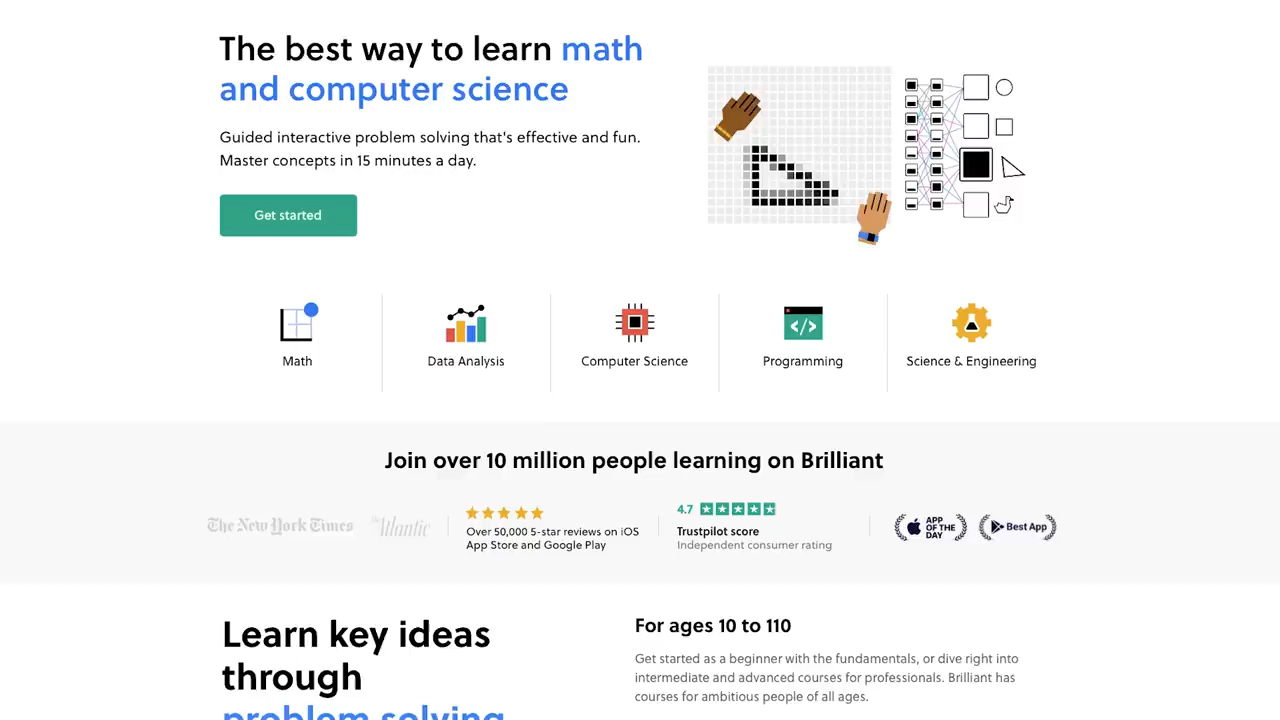 The best way to learn math
and computer science
Guided interactive problem solving that's effective and fun.
Master concepts in 15 minutes a day.
Get started
Math
Data Analysis
Computer Science
Programming
Science & Engineering
Join over 10 million people learning on Brilliant
The New York Times
The Atlantic
Over 50,000 5-star reviews on iOS
App Store and Google Play
4.7
Trustpilot score
Independent consumer rating
APP
OF THE
DAY
Best App
Learn key ideas
through
problem solving
For ages 10 to 110
Get started as a beginner with the fundamentals, or dive right into
intermediate and advanced courses for professionals. Brilliant has
courses for ambitious people of all ages.